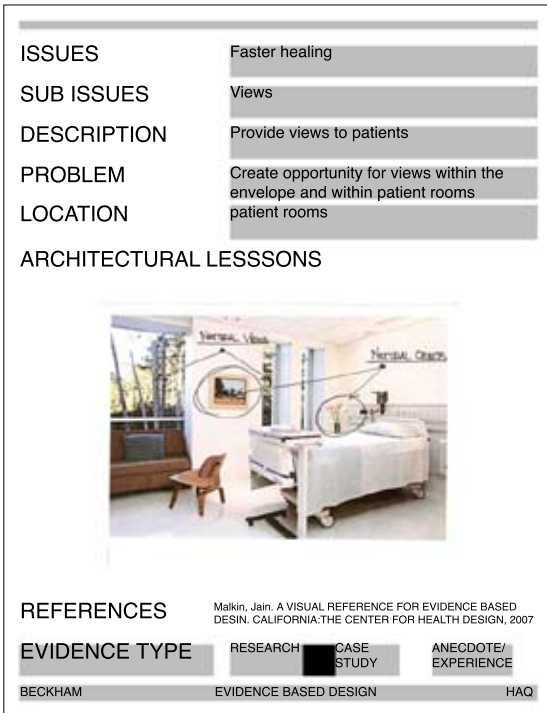 ISSUES
Faster healing
SUB ISSUES
Views
DESCRIPTION
Provide views to patients
PROBLEM
Create opportunity for views within the
envelope and within patient rooms
LOCATION
patient rooms
ARCHITECTURAL LESSSONS
NATURAL VIEWS
NATURAL OBJECTS
REFERENCES
Malkin, Jain. A VISUAL REFERENCE FOR EVIDENCE BASED
DESIN. CALIFORNIA:THE CENTER FOR HEALTH DESIGN, 2007
EVIDENCE TYPE
RESEARCH
CASE
STUDY
ANECDOTE/
EXPERIENCE
BECKHAM
EVIDENCE BASED DESIGN
HAQ